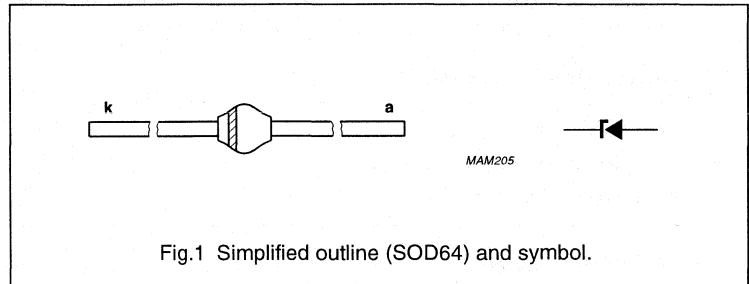 k a
MAM205
Fig.1 Simplified outline (SOD64) and symbol.